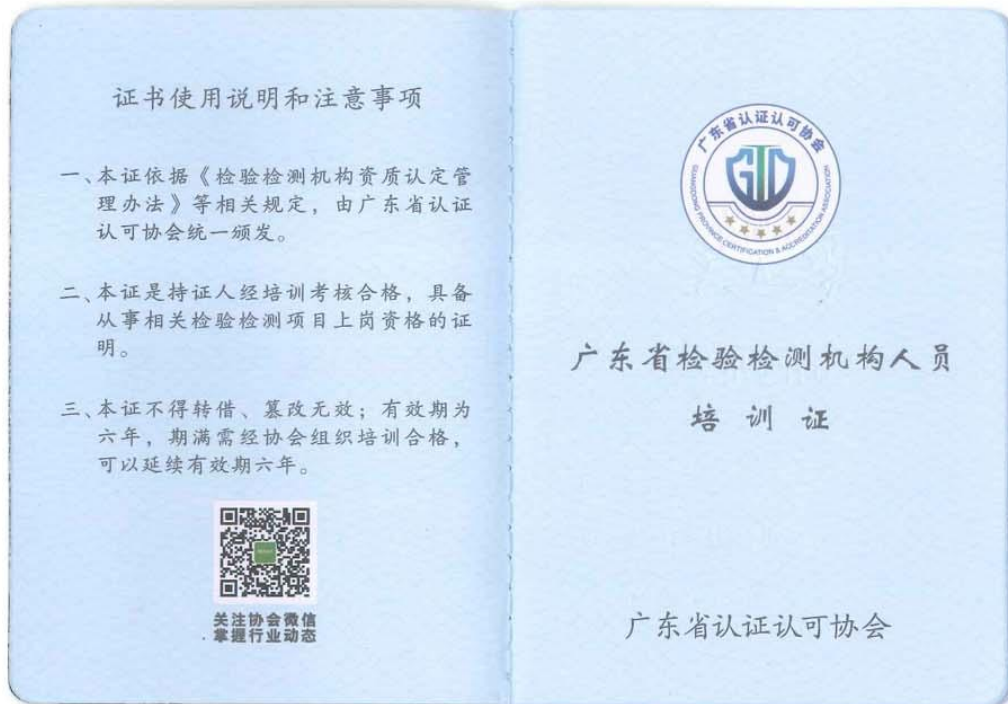 证书使用说明和注意事项
一、本证依据《检验检测机构资质认定管
理办法》等相关规定，由广东省认证
认可协会统一颁发。
二、本证是持证人经培训考核合格，具备
从事相关检验检测项目上岗资格的证
明。
三、本证不得转借、篡改无效；有效期为
六年，期满需经协会组织培训合格，
可以延续有效期六年。
关注协会微信
掌握行业动态
广东省认证认可协会
GTD
GUANGDONG PROVINCE CERTIFICATION & ACCREDITATION ASSOCIATION
广东省检验检测机构人员
培训证
广东省认证认可协会